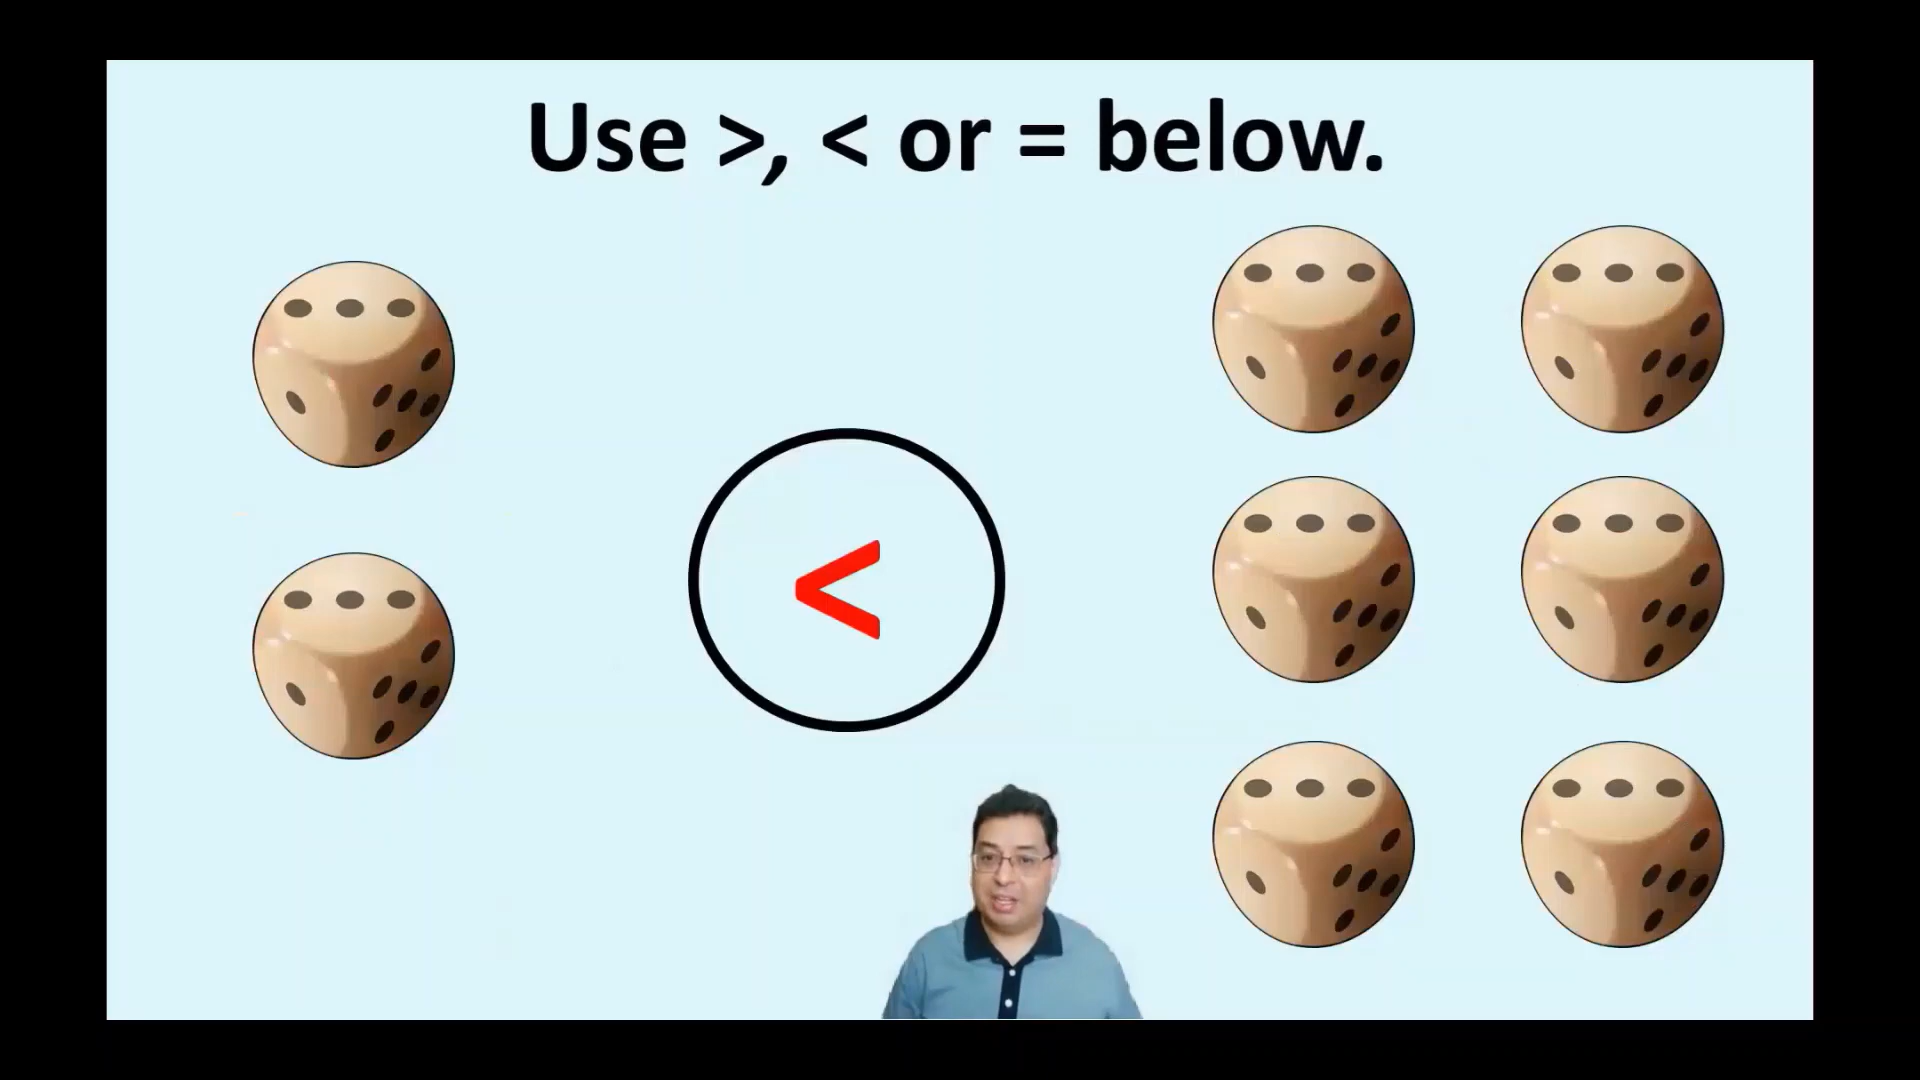 Use >, < or = below.
<